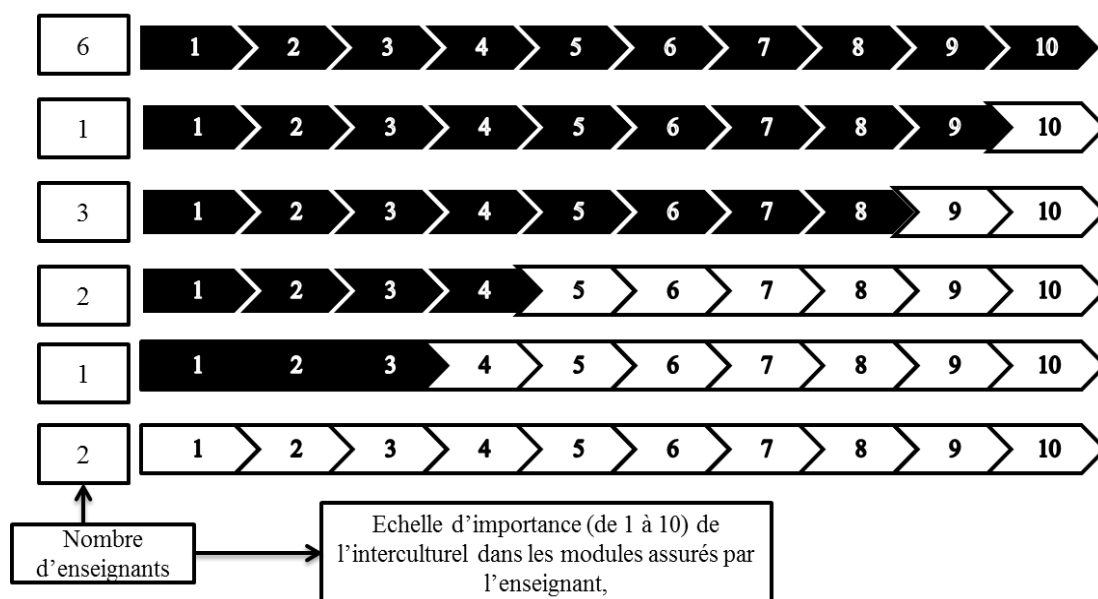 6 1 2 3 4 5 6 7 8 9 10
1 1 2 3 4 5 6 7 8 9 10
3 1 2 3 4 5 6 7 8 9 10
2 1 2 3 4 5 6 7 8 9 10
1 1 2 3 4 5 6 7 8 9 10
2 1 2 3 4 5 6 7 8 9 10
Nombre
d’enseignants
Echelle d’importance (de 1 à 10) de
l’interculturel dans les modules assurés par
l’enseignant,